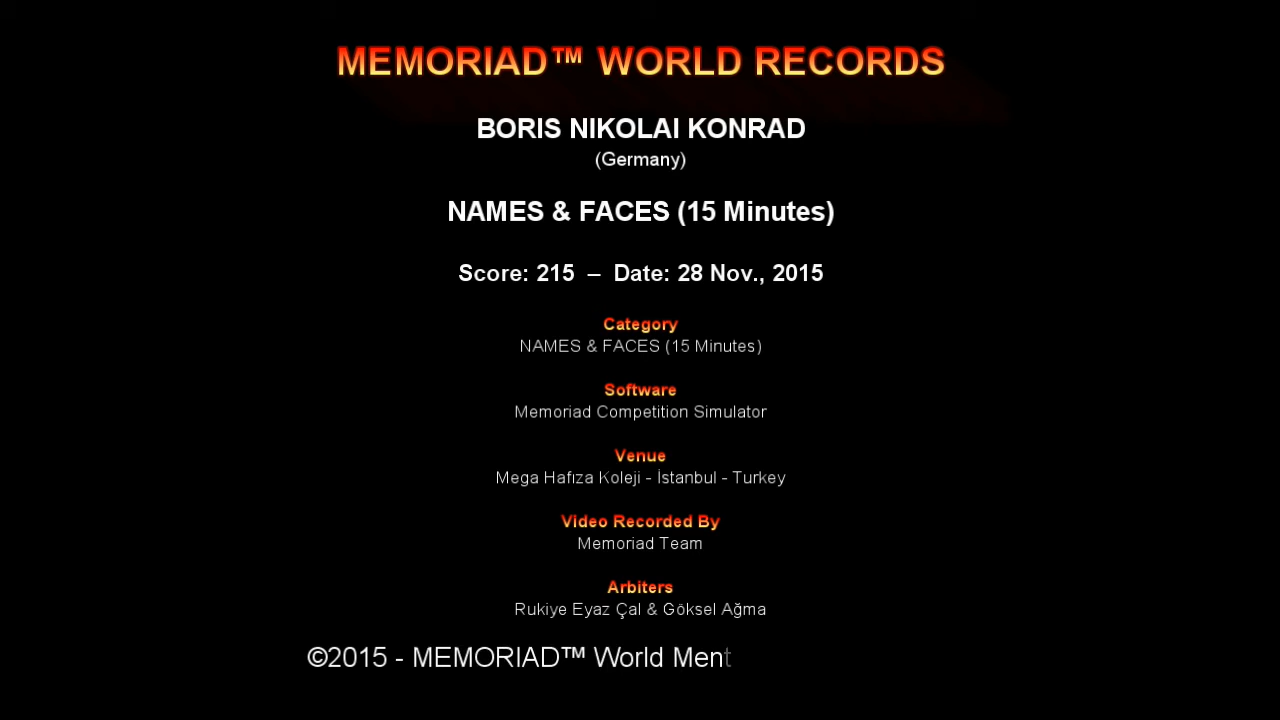 MEMORIAD™ WORLD RECORDS
BORIS NIKOLAI KONRAD
(Germany)
NAMES & FACES (15 Minutes)
Score: 215 – Date: 28 Nov., 2015
Category
NAMES & FACES (15 Minutes)
Software
Memoriad Competition Simulator
Venue
Mega Hafıza Koleji - İstanbul - Turkey
Video Recorded By
Memoriad Team
Arbiters
Rukiye Eyaz Çal & Göksel Ağma
©2015 - MEMORIAD™ World Ment